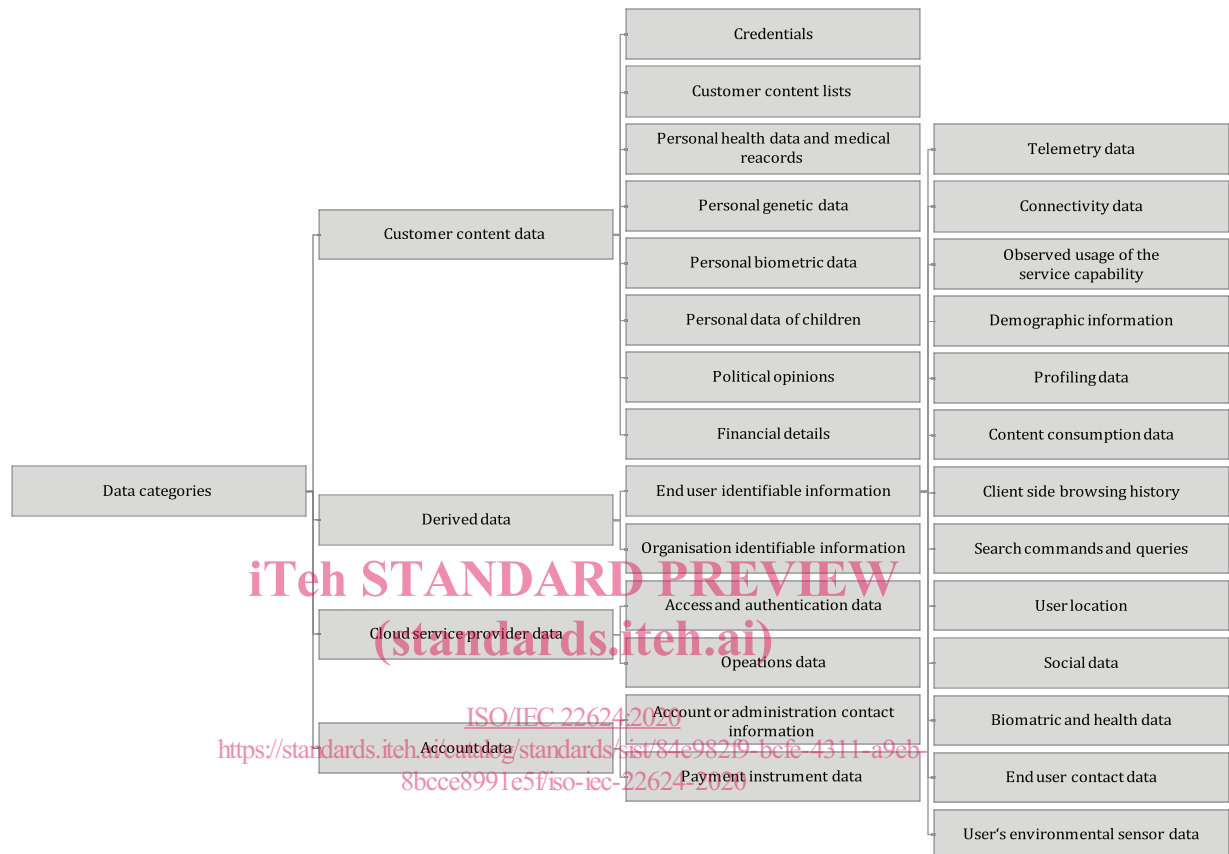 Credentials
Customer content lists
Personal health data and medical
reacords
Personal genetic data
Customer content data
Personal biometric data
Personal data of children
Political opinions
Financial details
Data categories
Derived data
End user identifiable information
Organisation identifiable information
Cloud service provider data
Access and authentication data
Opeations data
Account data
Account or administration contact
information
Payment instrument data
Telemetry data
Connectivity data
Observed usage of the
service capability
Demographic information
Profiling data
Content consumption data
Client side browsing history
Search commands and queries
User location
Social data
Biomatric and health data
End user contact data
User‘s environmental sensor data
iTeh STANDARD PREVIEW
(standards.iteh.ai)
ISO/IEC 22624:2020
https://standards.iteh.ai/catalog/standards/sist/84e982f9-bcfe-4311-a9eb-
8bcce8991e5f/iso-iec-22624-2020